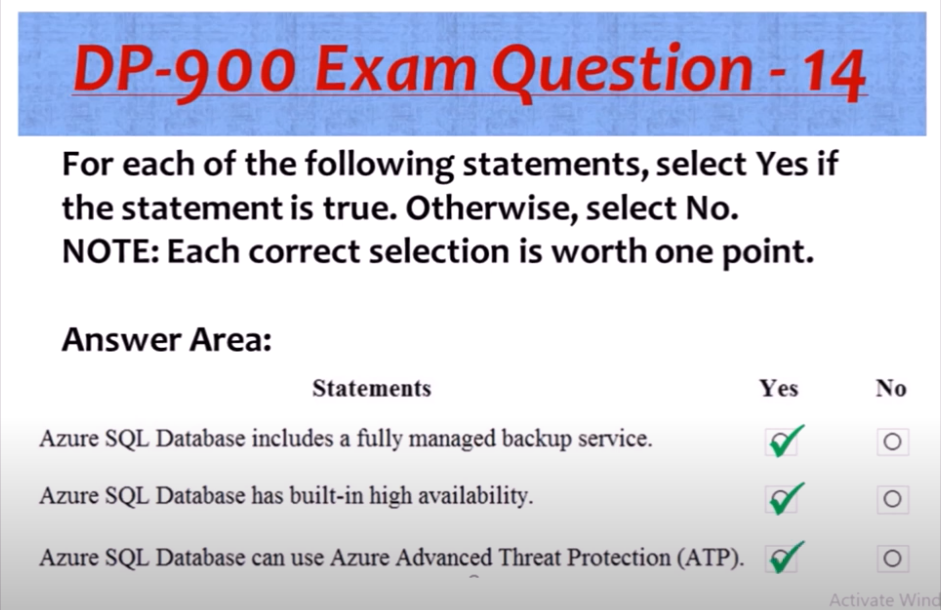 DP-900 Exam Question - 14
For each of the following statements, select Yes if
the statement is true. Otherwise, select No.
NOTE: Each correct selection is worth one point.
Answer Area:
Statements Yes No
Azure SQL Database includes a fully managed backup service.
Azure SQL Database has built-in high availability.
Azure SQL Database can use Azure Advanced Threat Protection (ATP).
Activate Wind